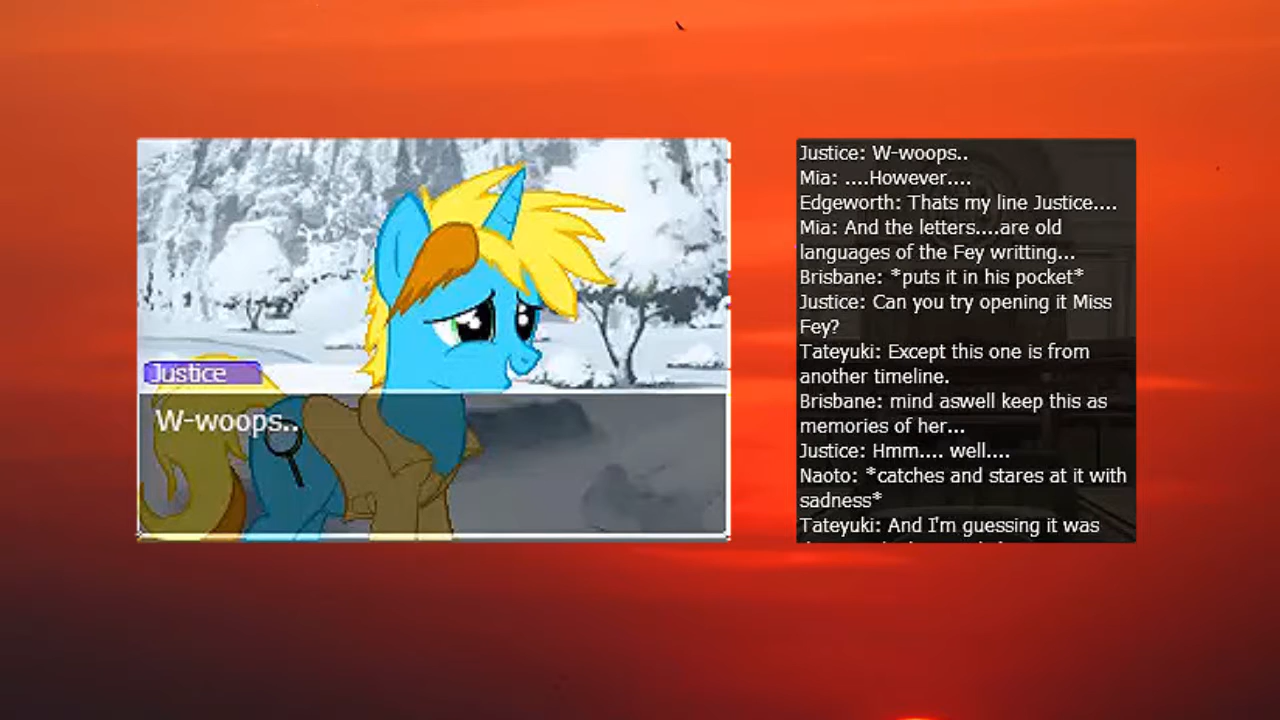 Justice
W-woops..
Justice: W-woops..
Mia: ....However....
Edgeworth: Thats my line Justice....
Mia: And the letters....are old
languages of the Fey writting...
Brisbane: *puts it in his pocket*
Justice: Can you try opening it Miss
Fey?
Tateyuki: Except this one is from
another timeline.
Brisbane: mind aswell keep this as
memories of her...
Justice: Hmm.... well....
Naoto: *catches and stares at it with
sadness*
Tateyuki: And I'm guessing it was